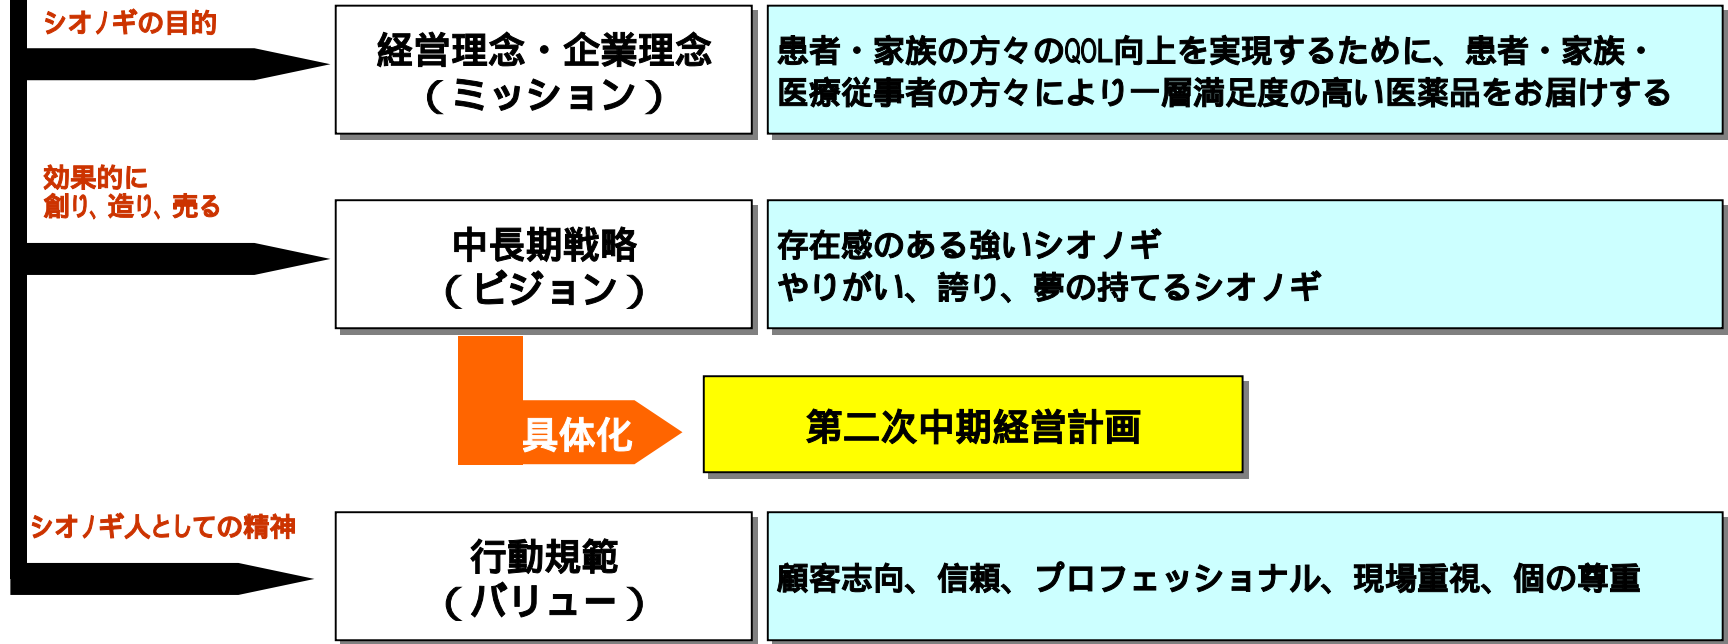 シオノギの目的
経営理念・企業理念
（ミッション）
患者・家族の方々のQOL向上を実現するために、患者・家族・
医療従事者の方々により一層満足度の高い医薬品をお届けする
効果的に
創り、造り、売る
中長期戦略
（ビジョン）
存在感のある強いシオノギ
やりがい、誇り、夢の持てるシオノギ
具体化
第二次中期経営計画
シオノギ人としての精神
行動規範
（バリュー）
顧客志向、信頼、プロフェッショナル、現場重視、個の尊重